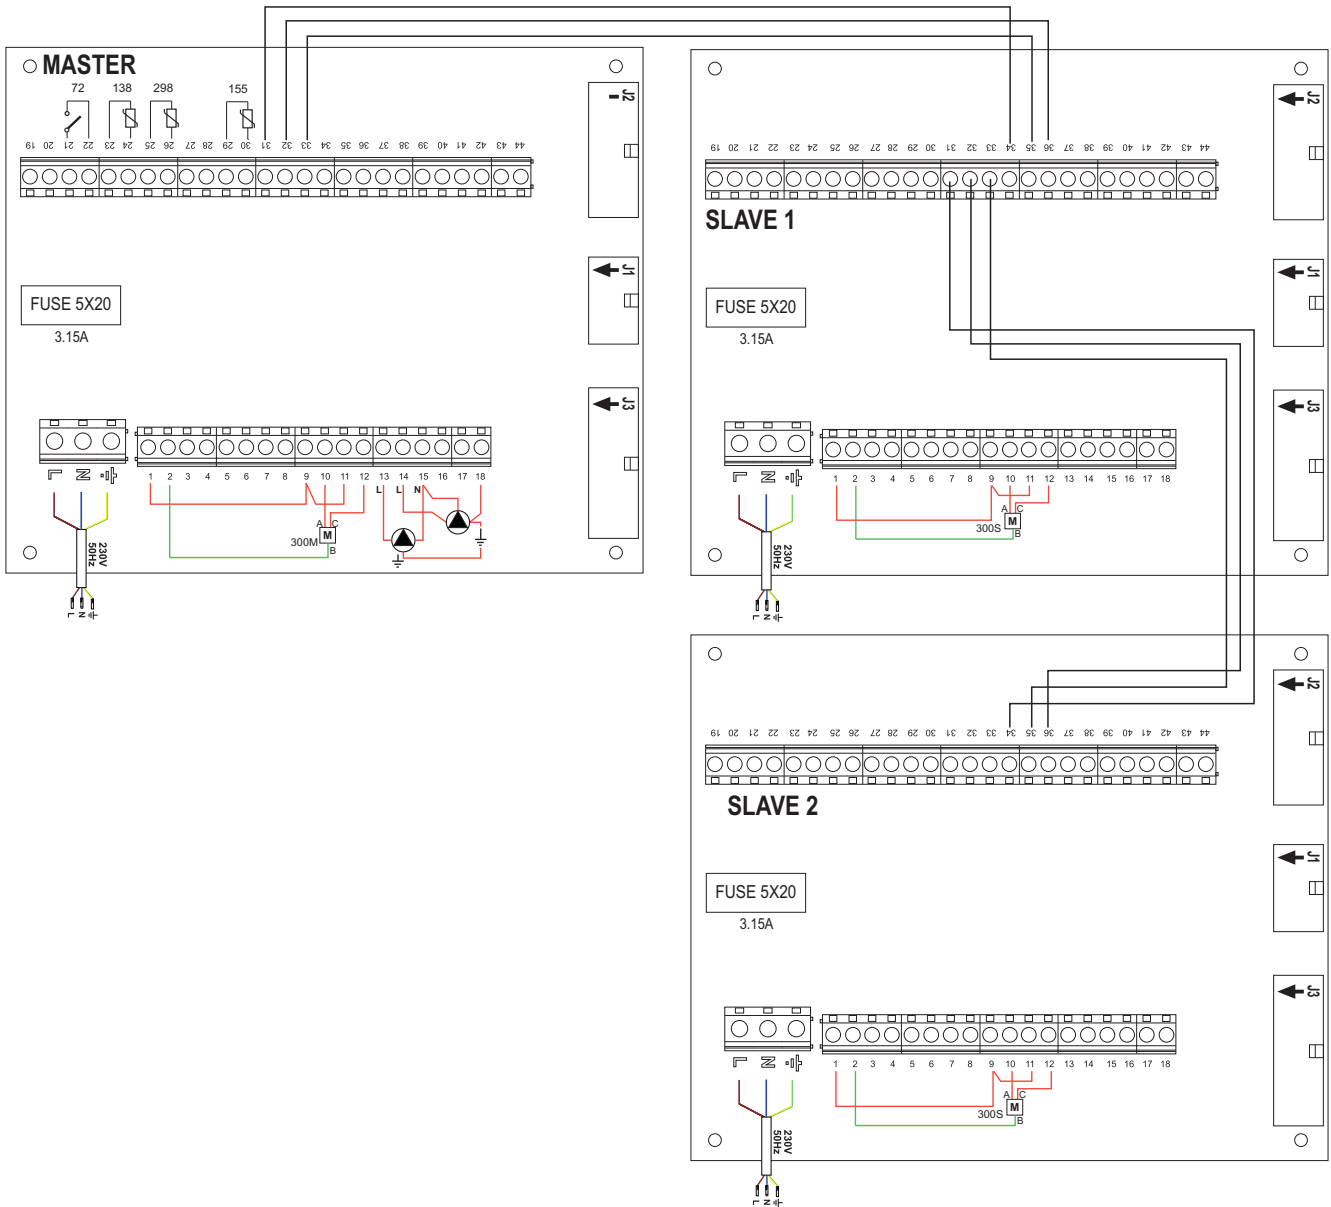 MASTER
72 138 298 155
19 20 21 22 23 24 25 26 27 28 29 30 31 32 33 34 35 36 37 38 39 40 41 42 43 44
J2
J1
J3
FUSE 5X20
3.15A
L N
1 2 3 4 5 6 7 8 9 10 11 12 13 14 15 16 17 18
L L N
A C
300M M
B
230V
50Hz
L N
19 20 21 22 23 24 25 26 27 28 29 30 31 32 33 34 35 36 37 38 39 40 41 42 43 44
J2
SLAVE 1
J1
FUSE 5X20
3.15A
J3
L N
1 2 3 4 5 6 7 8 9 10 11 12 13 14 15 16 17 18
A C
300S M
B
230V
50Hz
L N
J2
19 20 21 22 23 24 25 26 27 28 29 30 31 32 33 34 35 36 37 38 39 40 41 42 43 44
SLAVE 2
J1
FUSE 5X20
3.15A
J3
L N
1 2 3 4 5 6 7 8 9 10 11 12 13 14 15 16 17 18
A C
300S M
B
230V
50Hz
L N